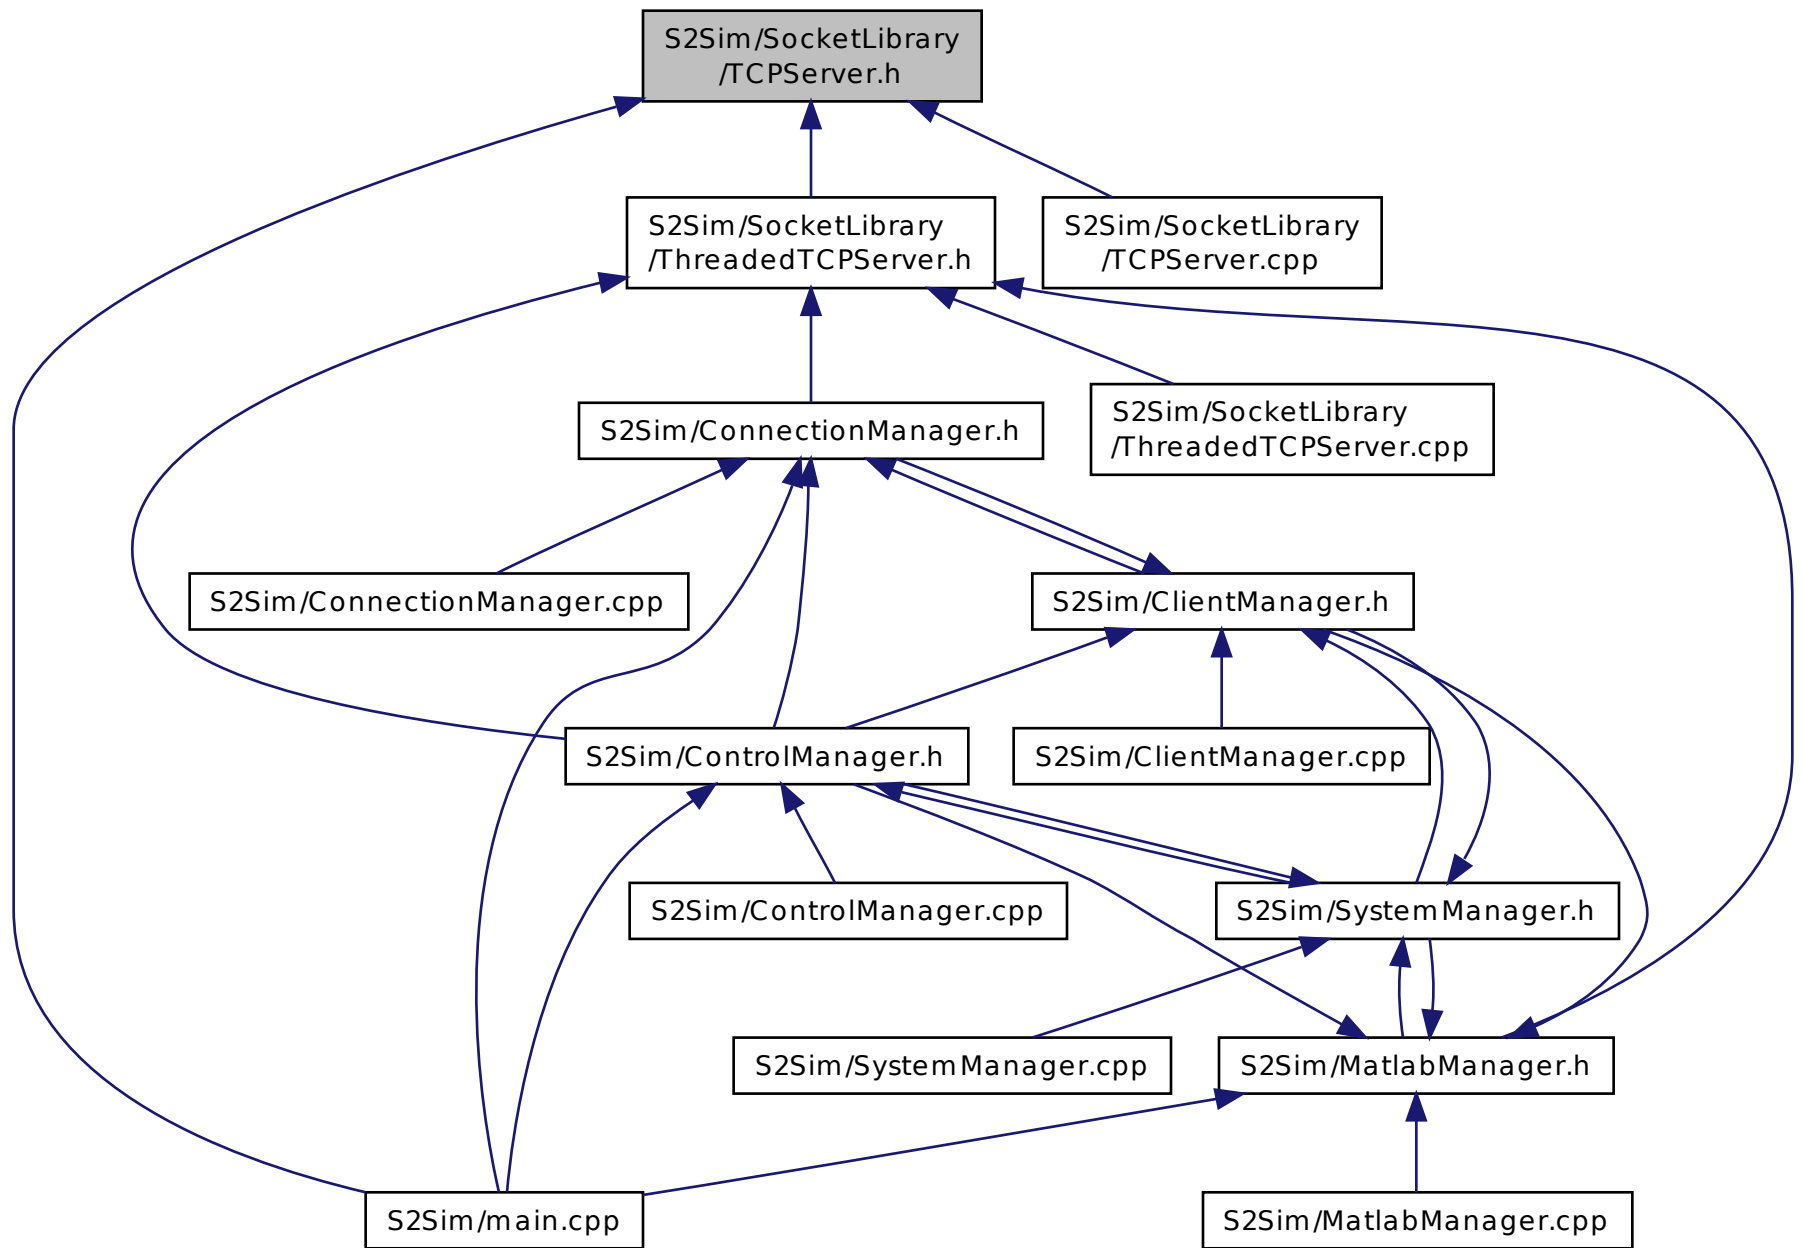 S2Sim/SocketLibrary
/TCPServer.h
S2Sim/SocketLibrary
/ThreadedTCPServer.h
S2Sim/SocketLibrary
/TCPServer.cpp
S2Sim/ConnectionManager.h
S2Sim/SocketLibrary
/ThreadedTCPServer.cpp
S2Sim/ConnectionManager.cpp
S2Sim/ClientManager.h
S2Sim/ControlManager.h
S2Sim/ClientManager.cpp
S2Sim/ControlManager.cpp
S2Sim/SystemManager.h
S2Sim/SystemManager.cpp
S2Sim/MatlabManager.h
S2Sim/main.cpp
S2Sim/MatlabManager.cpp